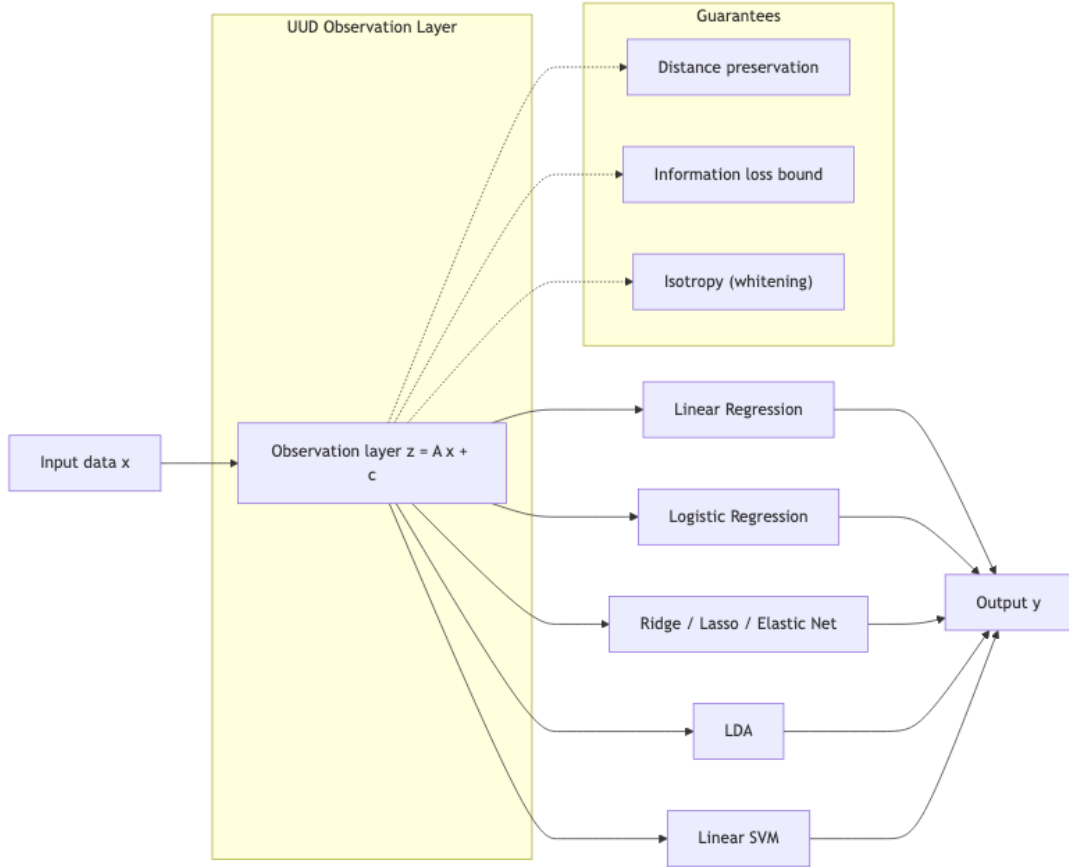 UUD Observation Layer
Guarantees
Distance preservation
Information loss bound
Isotropy (whitening)
Input data x
Observation layer z = A x +
c
Linear Regression
Logistic Regression
Ridge / Lasso / Elastic Net
LDA
Linear SVM
Output y